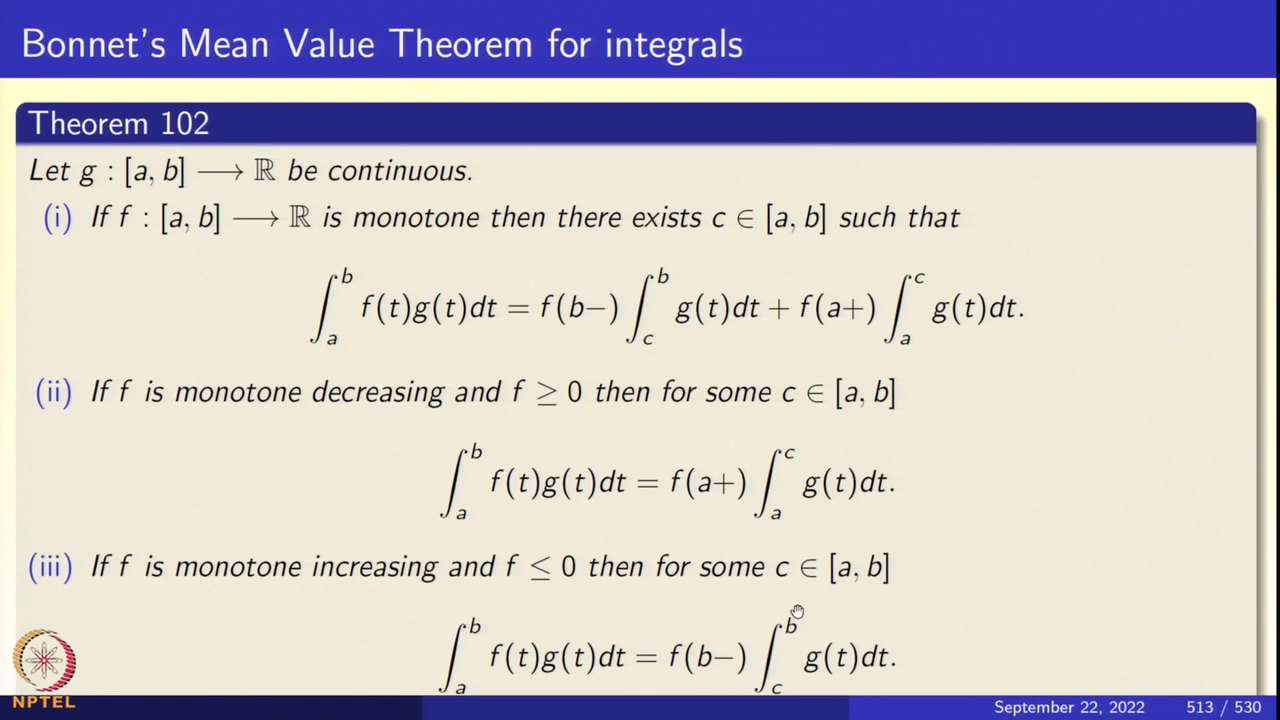 Bonnet's Mean Value Theorem for integrals
Theorem 102
Let g : [a, b] ⟶ ℝ be continuous.
(i) If f : [a, b] ⟶ ℝ is monotone then there exists c ∈ [a, b] such that
∫_a^b f(t)g(t)dt = f(b−) ∫_c^b g(t)dt + f(a+) ∫_a^c g(t)dt.
(ii) If f is monotone decreasing and f ≥ 0 then for some c ∈ [a, b]
∫_a^b f(t)g(t)dt = f(a+) ∫_a^c g(t)dt.
(iii) If f is monotone increasing and f ≤ 0 then for some c ∈ [a, b]
∫_a^b f(t)g(t)dt = f(b−) ∫_c^b g(t)dt.
NPTEL
September 22, 2022 513 / 530